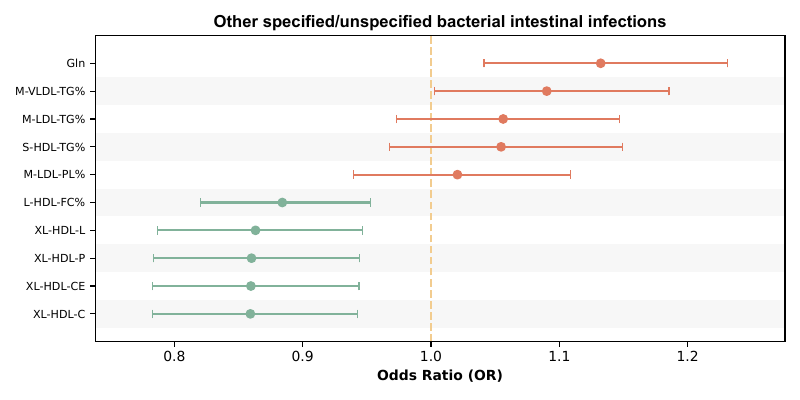 Other specified/unspecified bacterial intestinal infections
Gln
M-VLDL-TG%
M-LDL-TG%
S-HDL-TG%
M-LDL-PL%
L-HDL-FC%
XL-HDL-L
XL-HDL-P
XL-HDL-CE
XL-HDL-C
0.8 0.9 1.0 1.1 1.2
Odds Ratio (OR)